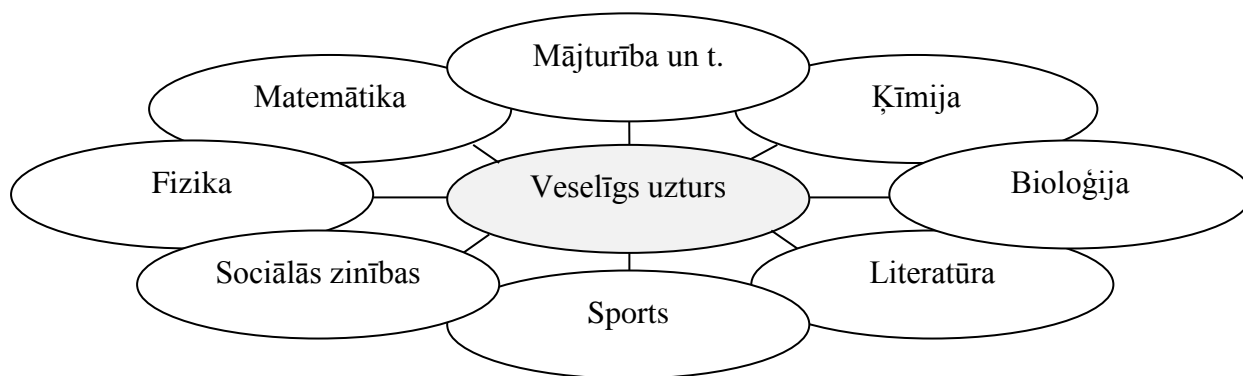 Mājturība un t.
Matemātika
Ķīmija
Fizika
Veselīgs uzturs
Bioloģija
Sociālās zinības
Literatūra
Sports